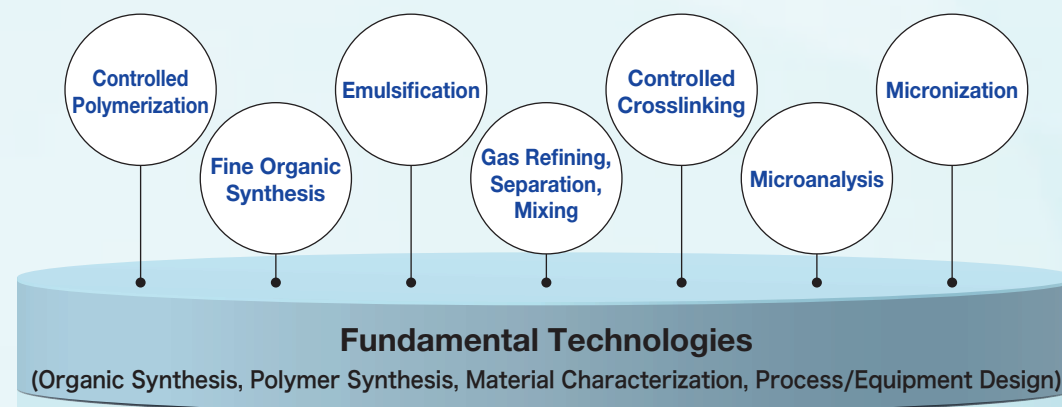 Controlled
Polymerization
Fine Organic
Synthesis
Emulsification
Gas Refining,
Separation,
Mixing
Controlled
Crosslinking
Microanalysis
Micronization
Fundamental Technologies
(Organic Synthesis, Polymer Synthesis, Material Characterization, Process/Equipment Design)